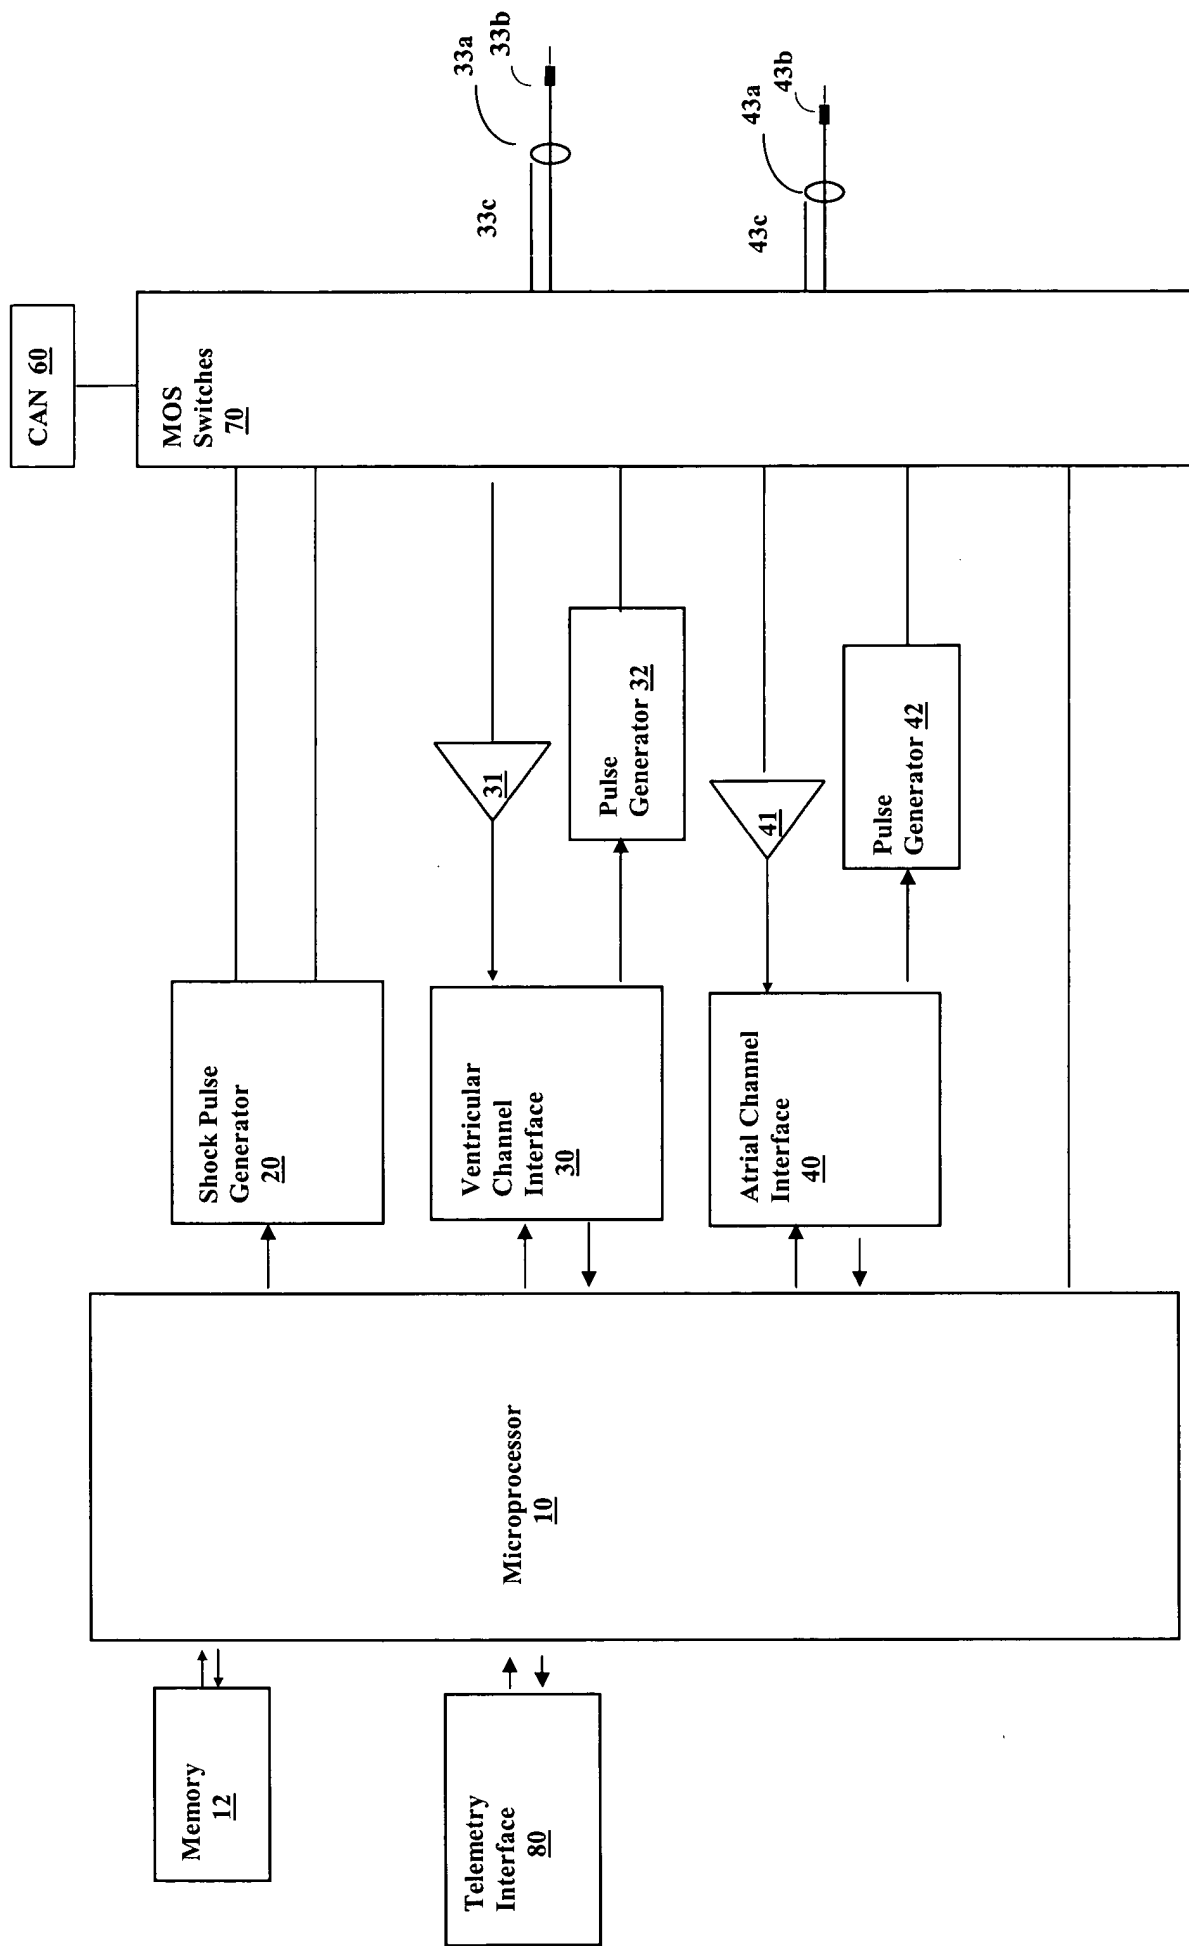 Memory
12
Telemetry
Interface
80
Microprocessor
10
Shock Pulse
Generator
20
Ventricular
Channel
Interface
30
Atrial Channel
Interface
40
31
Pulse
Generator 32
41
Pulse
Generator 42
MOS
Switches
70
CAN 60
33c
33a
33b
43c
43a
43b